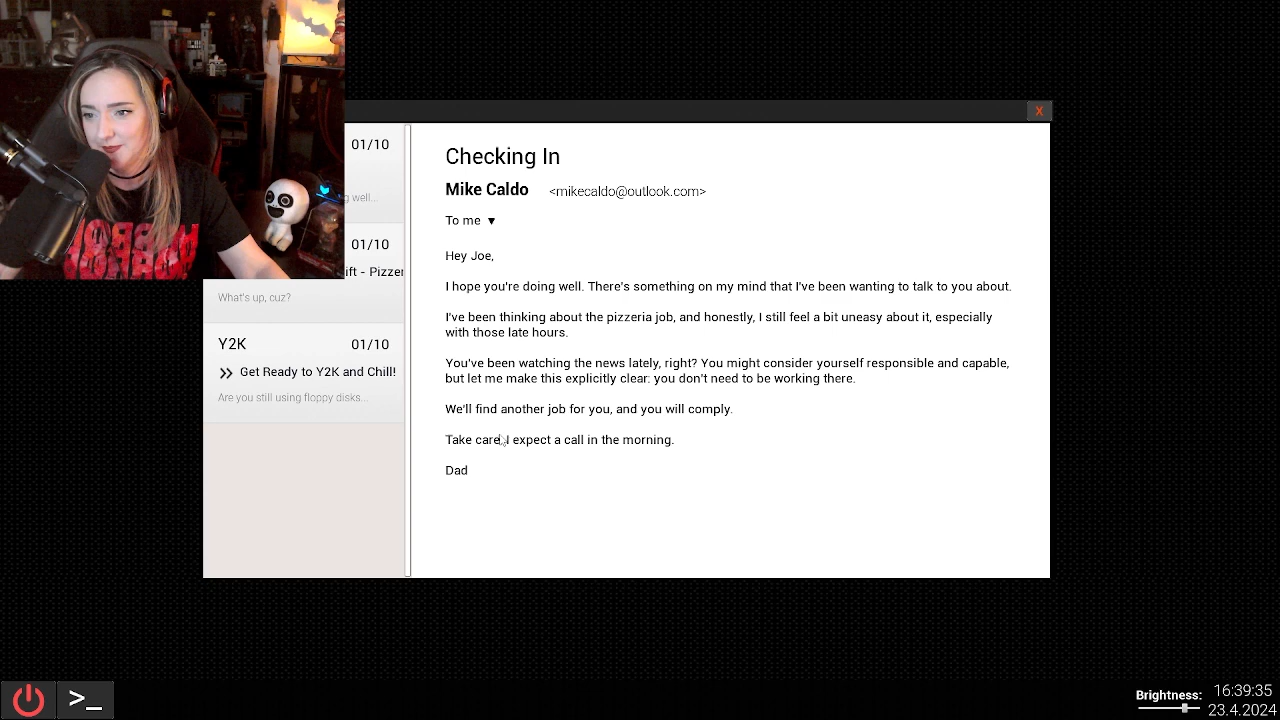 01/10
g well...
01/10
ift - Pizzer
What's up, cuz?
Y2K 01/10
Get Ready to Y2K and Chill!
Are you still using floppy disks...
X
Checking In
Mike Caldo <mikecaldo@outlook.com>
To me ▼
Hey Joe,
I hope you're doing well. There's something on my mind that I've been wanting to talk to you about.
I've been thinking about the pizzeria job, and honestly, I still feel a bit uneasy about it, especially
with those late hours.
You've been watching the news lately, right? You might consider yourself responsible and capable,
but let me make this explicitly clear: you don't need to be working there.
We'll find another job for you, and you will comply.
Take care, I expect a call in the morning.
Dad
>_
Brightness:
16:39:35
23.4.2024